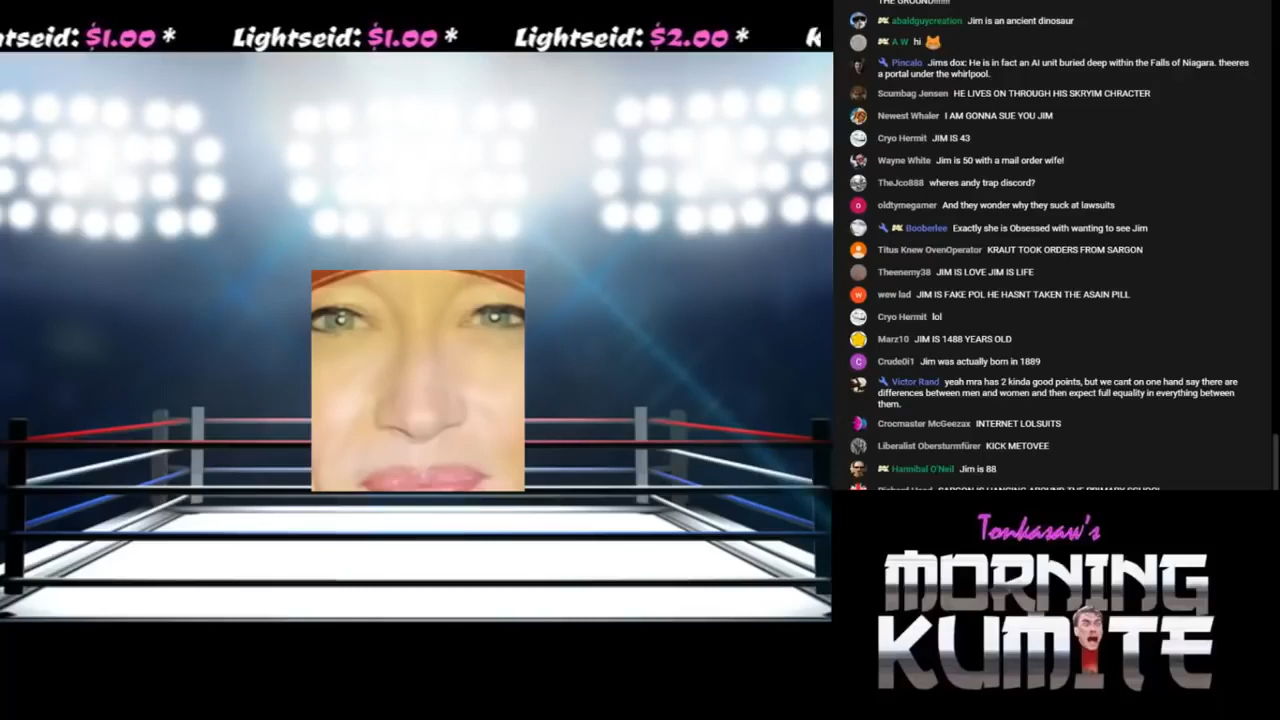 tseid: $1.00 * Lightseid: $1.00 * Lightseid: $2.00 *
THE GROUND!!!!!!!
abaldguycreation Jim is an ancient dinosaur
A W hi
Pincalo Jims dox: He is in fact an AI unit buried deep within the Falls of Niagara. theeres
a portal under the whirlpool.
Scumbag Jensen HE LIVES ON THROUGH HIS SKRYIM CHRACTER
Newest Whaler I AM GONNA SUE YOU JIM
Cryo Hermit JIM IS 43
Wayne White Jim is 50 with a mail order wife!
TheJco888 wheres andy trap discord?
oldtymegamer And they wonder why they suck at lawsuits
Booberlee Exactly she is Obsessed with wanting to see Jim
Titus Knew OvenOperator KRAUT TOOK ORDERS FROM SARGON
Theenemy38 JIM IS LOVE JIM IS LIFE
wew lad JIM IS FAKE POL HE HASNT TAKEN THE ASAIN PILL
Cryo Hermit lol
Marz10 JIM IS 1488 YEARS OLD
Crude0i1 Jim was actually born in 1889
Victor Rand yeah mra has 2 kinda good points, but we cant on one hand say there are
differences between men and women and then expect full equality in everything between
them.
Crocmaster McGeezax INTERNET LOLSUITS
Liberalist Obersturmfürer KICK METOVEE
Hannibal O'Neil Jim is 88
Tonkasaw's
MORNING
KUMITE